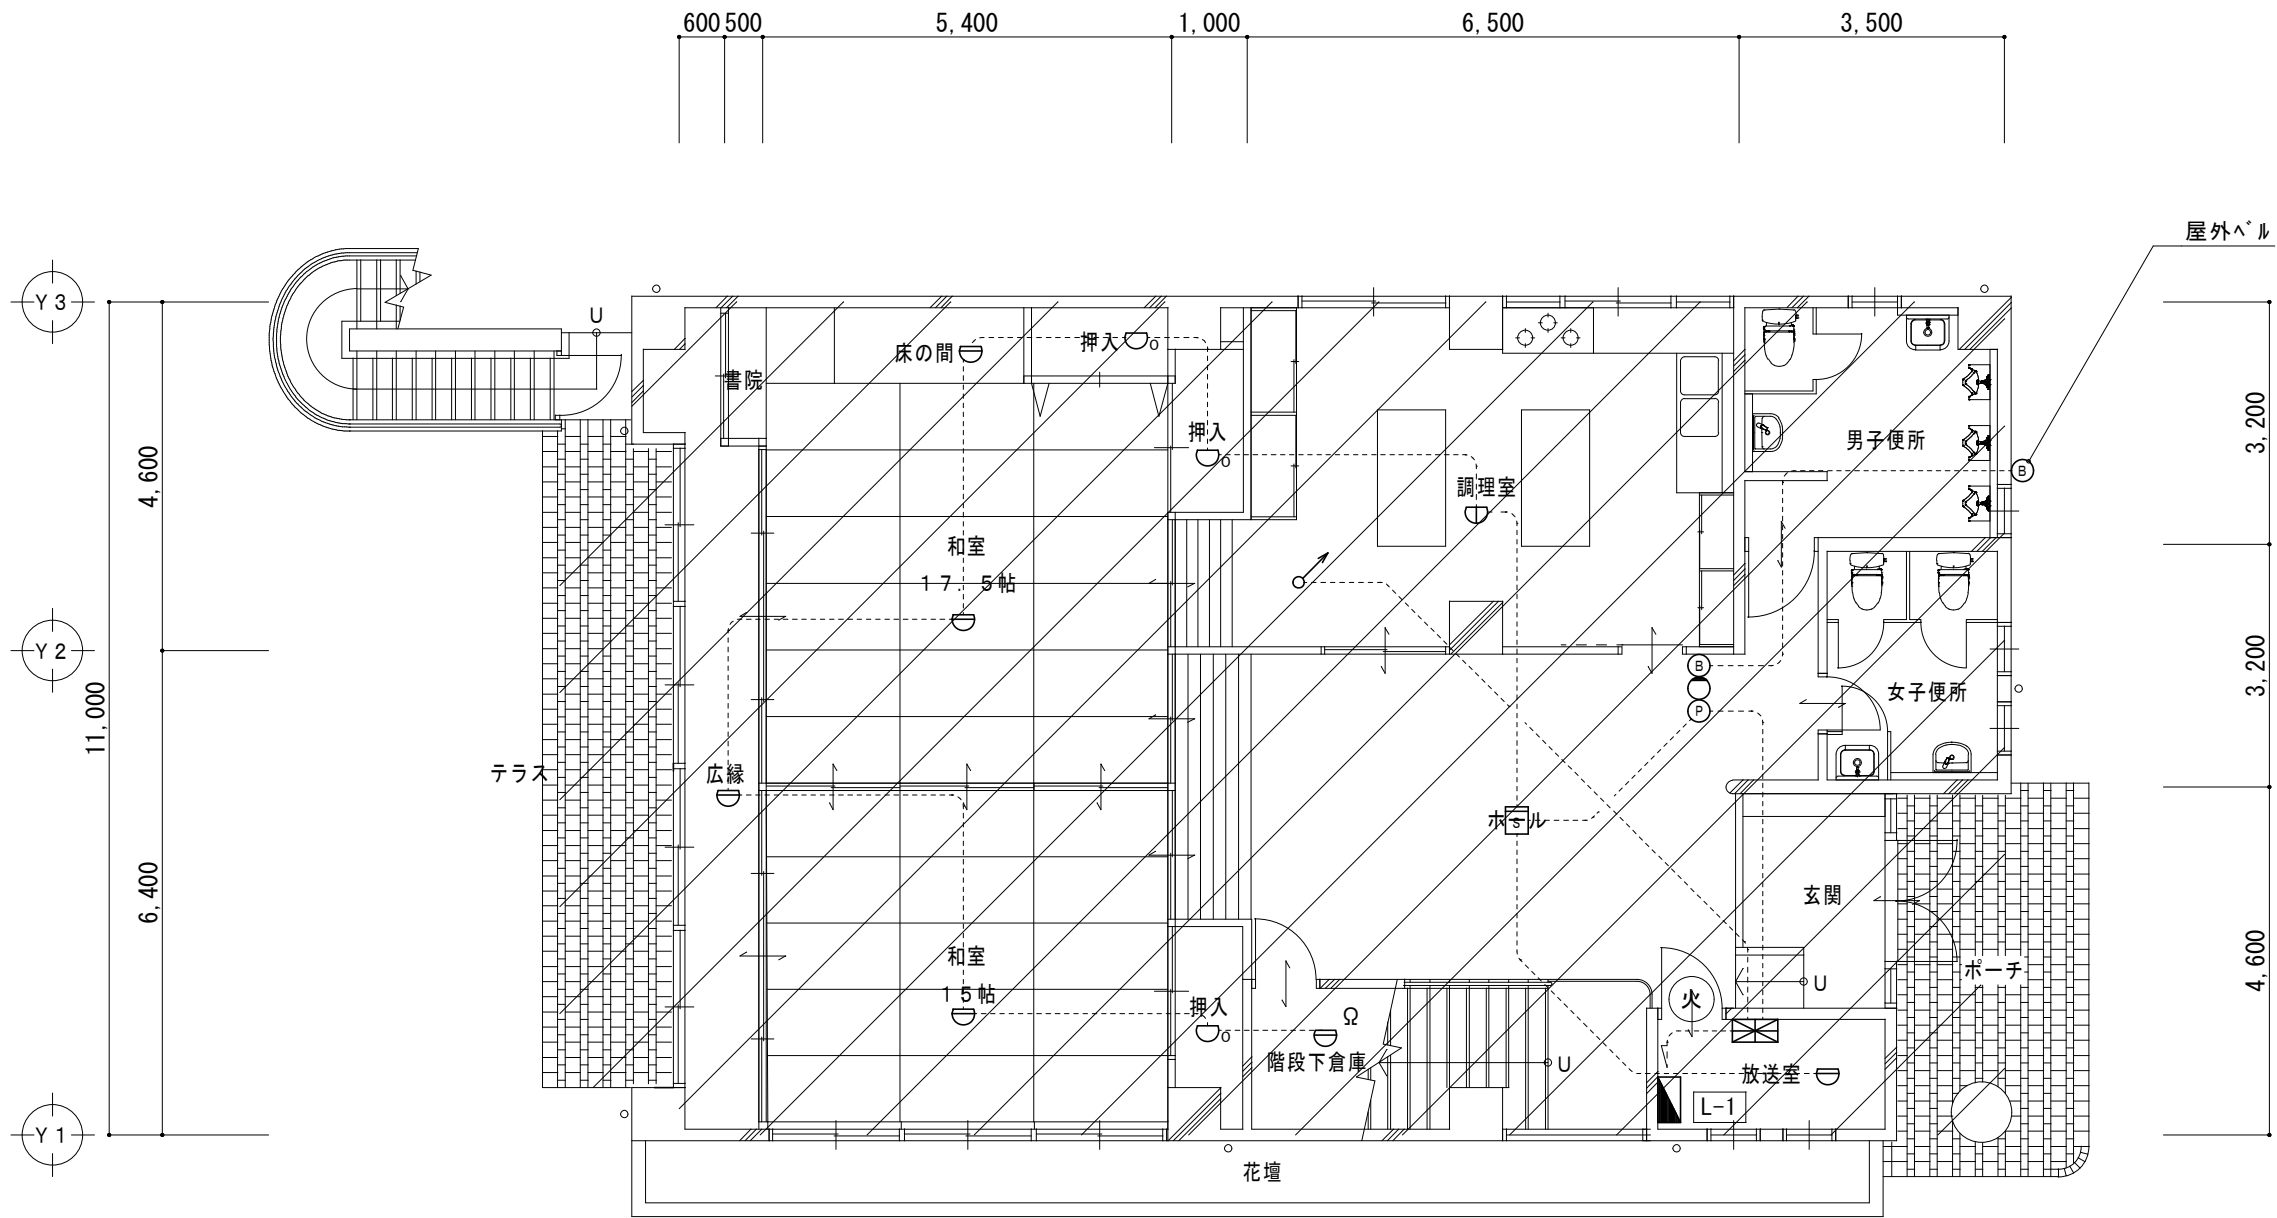 600 500 5,400 1,000 6,500 3,500
屋外ベル
Y3
U
床の間
押入
書院
押入
男子便所
B
3,200
4,600
調理室
和室
17.5帖
Y2
B
P
女子便所
3,200
11,000
テラス
広縁
ホール
S
6,400
玄関
和室
15帖
ポーチ
4,600
U
火
押入
Ω
階段下倉庫
U
放送室
L-1
Y1
花壇